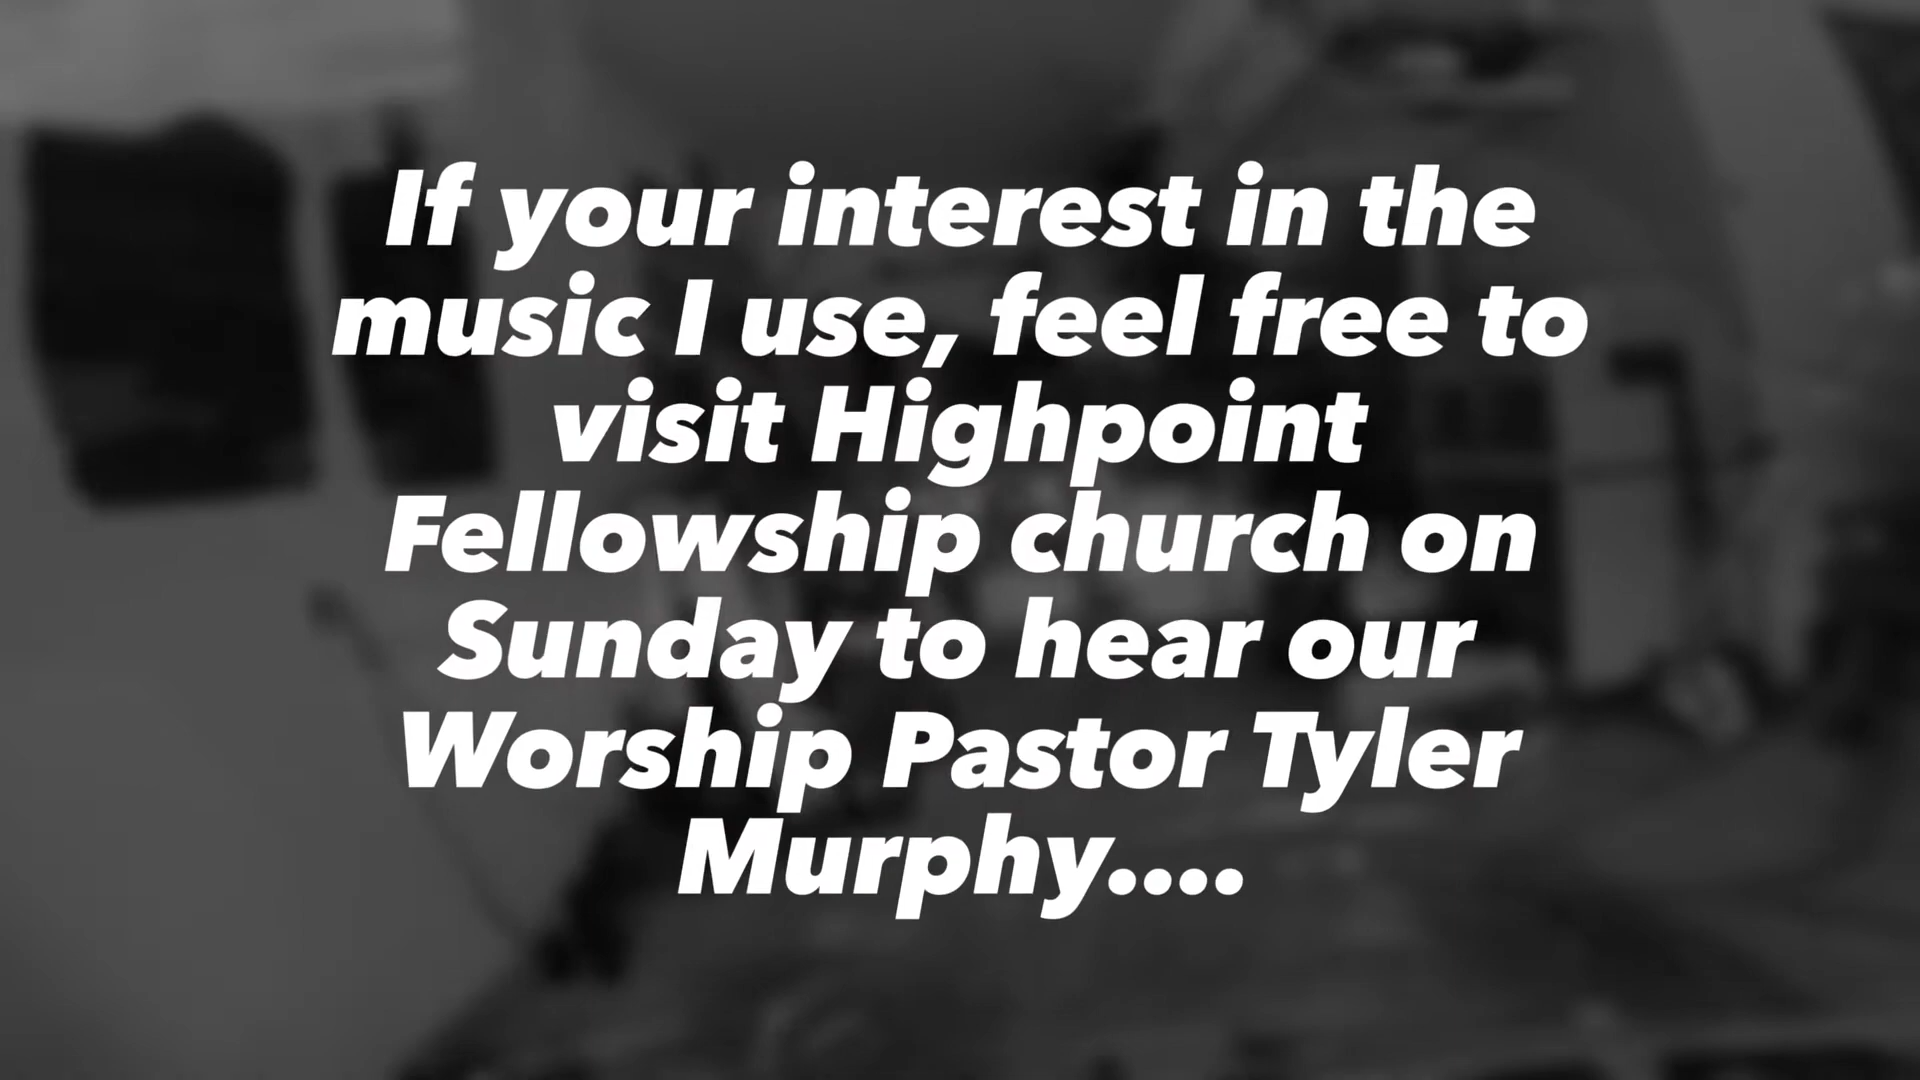 If your interest in the
music I use, feel free to
visit Highpoint
Fellowship church on
Sunday to hear our
Worship Pastor Tyler
Murphy....